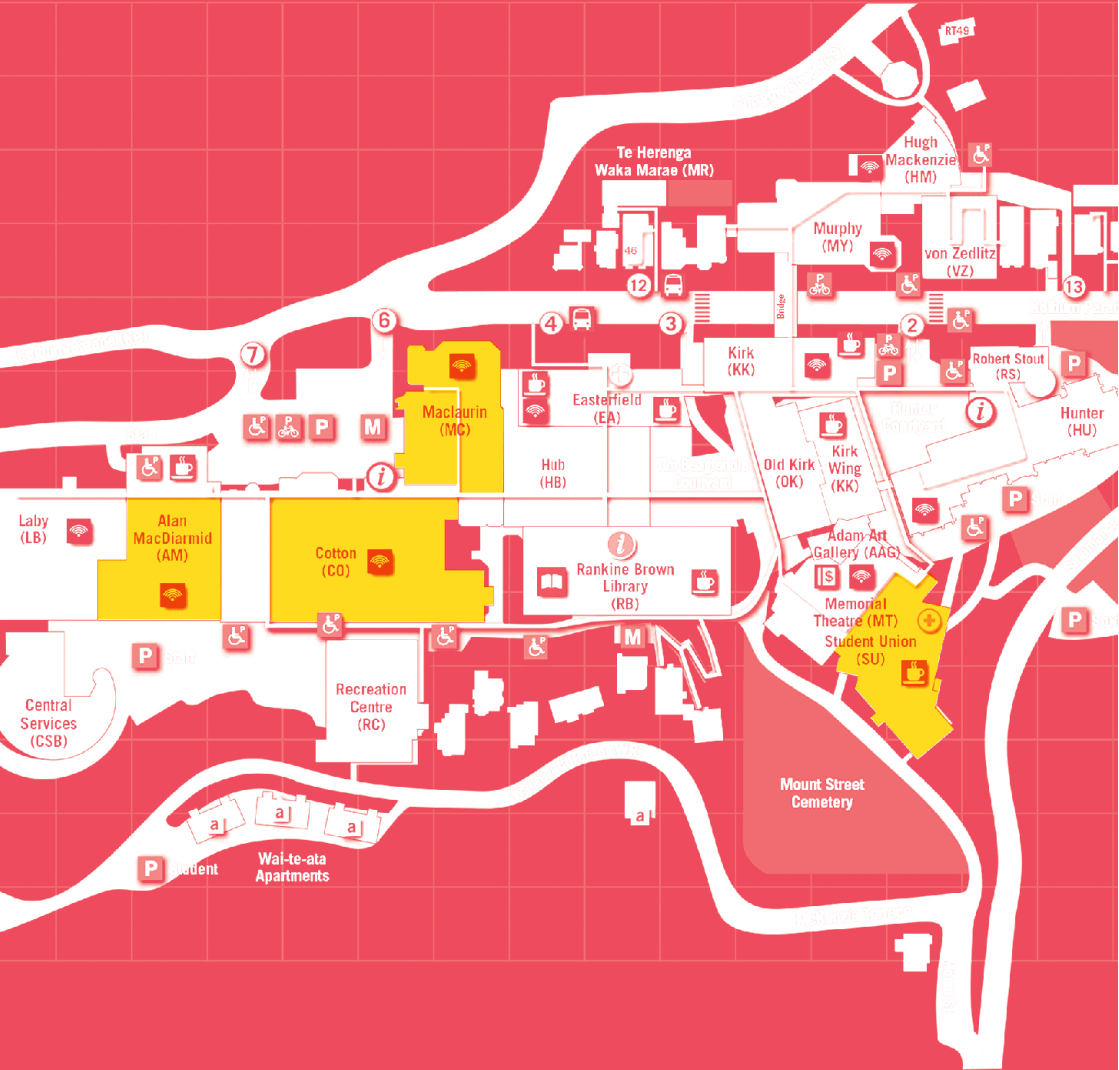 RT49
Hugh
Mackenzie
(HM)
Te Herenga
Waka Marae (MR)
P
Murphy
(MY)
46
von Zedlitz
(VZ)
12
P
P
13
Bridge
4
3
2
P
6
7
Kirk
(KK)
P
P
Robert Stout
(RS)
P
Maclaurin
(MC)
Easterfield
(EA)
i
Hunter
(HU)
P
P
P
M
Hub
(HB)
Old Kirk
(OK)
Kirk
Wing
(KK)
P
i
P
Laby
(LB)
Alan
MacDiarmid
(AM)
Cotton
(CO)
i
Rankine Brown
Library
(RB)
Adam Art
Gallery (AAG)
P
$
Memorial
Theatre (MT)
Student Union
(SU)
P
P
P
P
P
M
P
Staff
Central
Services
(CSB)
Recreation
Centre
(RC)
Mount Street
Cemetery
a
a
a
a
P
Student
Wai-te-ata
Apartments